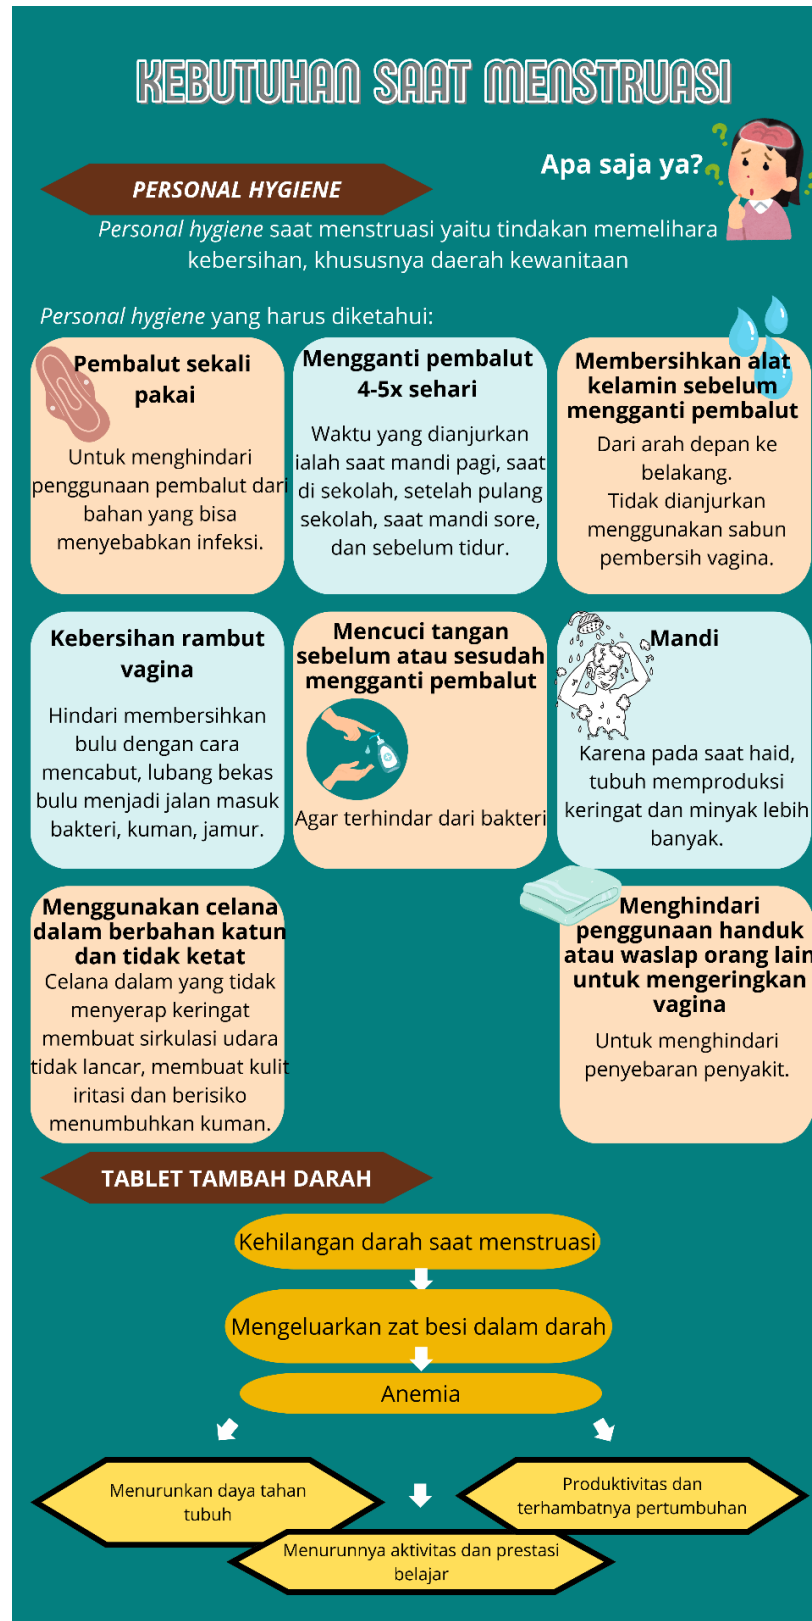 KEBUTUHAN SAAT MENSTRUASI
Apa saja ya?
PERSONAL HYGIENE
Personal hygiene saat menstruasi yaitu tindakan memelihara
kebersihan, khususnya daerah kewanitaan
Personal hygiene yang harus diketahui:
Pembalut sekali
pakai
Untuk menghindari
penggunaan pembalut dari
bahan yang bisa
menyebabkan infeksi.
Mengganti pembalut
4-5x sehari
Waktu yang dianjurkan
ialah saat mandi pagi, saat
di sekolah, setelah pulang
sekolah, saat mandi sore,
dan sebelum tidur.
Membersihkan alat
kelamin sebelum
mengganti pembalut
Dari arah depan ke
belakang.
Tidak dianjurkan
menggunakan sabun
pembersih vagina.
Kebersihan rambut
vagina
Hindari membersihkan
bulu dengan cara
mencabut, lubang bekas
bulu menjadi jalan masuk
bakteri, kuman, jamur.
Mencuci tangan
sebelum atau sesudah
mengganti pembalut
Agar terhindar dari bakteri
Mandi
Karena pada saat haid,
tubuh memproduksi
keringat dan minyak lebih
banyak.
Menggunakan celana
dalam berbahan katun
dan tidak ketat
Celana dalam yang tidak
menyerap keringat
membuat sirkulasi udara
tidak lancar, membuat kulit
iritasi dan berisiko
menumbuhkan kuman.
Menghindari
penggunaan handuk
atau waslap orang lain
untuk mengeringkan
vagina
Untuk menghindari
penyebaran penyakit.
TABLET TAMBAH DARAH
Kehilangan darah saat menstruasi
Mengeluarkan zat besi dalam darah
Anemia
Menurunkan daya tahan
tubuh
Produktivitas dan
terhambatnya pertumbuhan
Menurunnya aktivitas dan prestasi
belajar